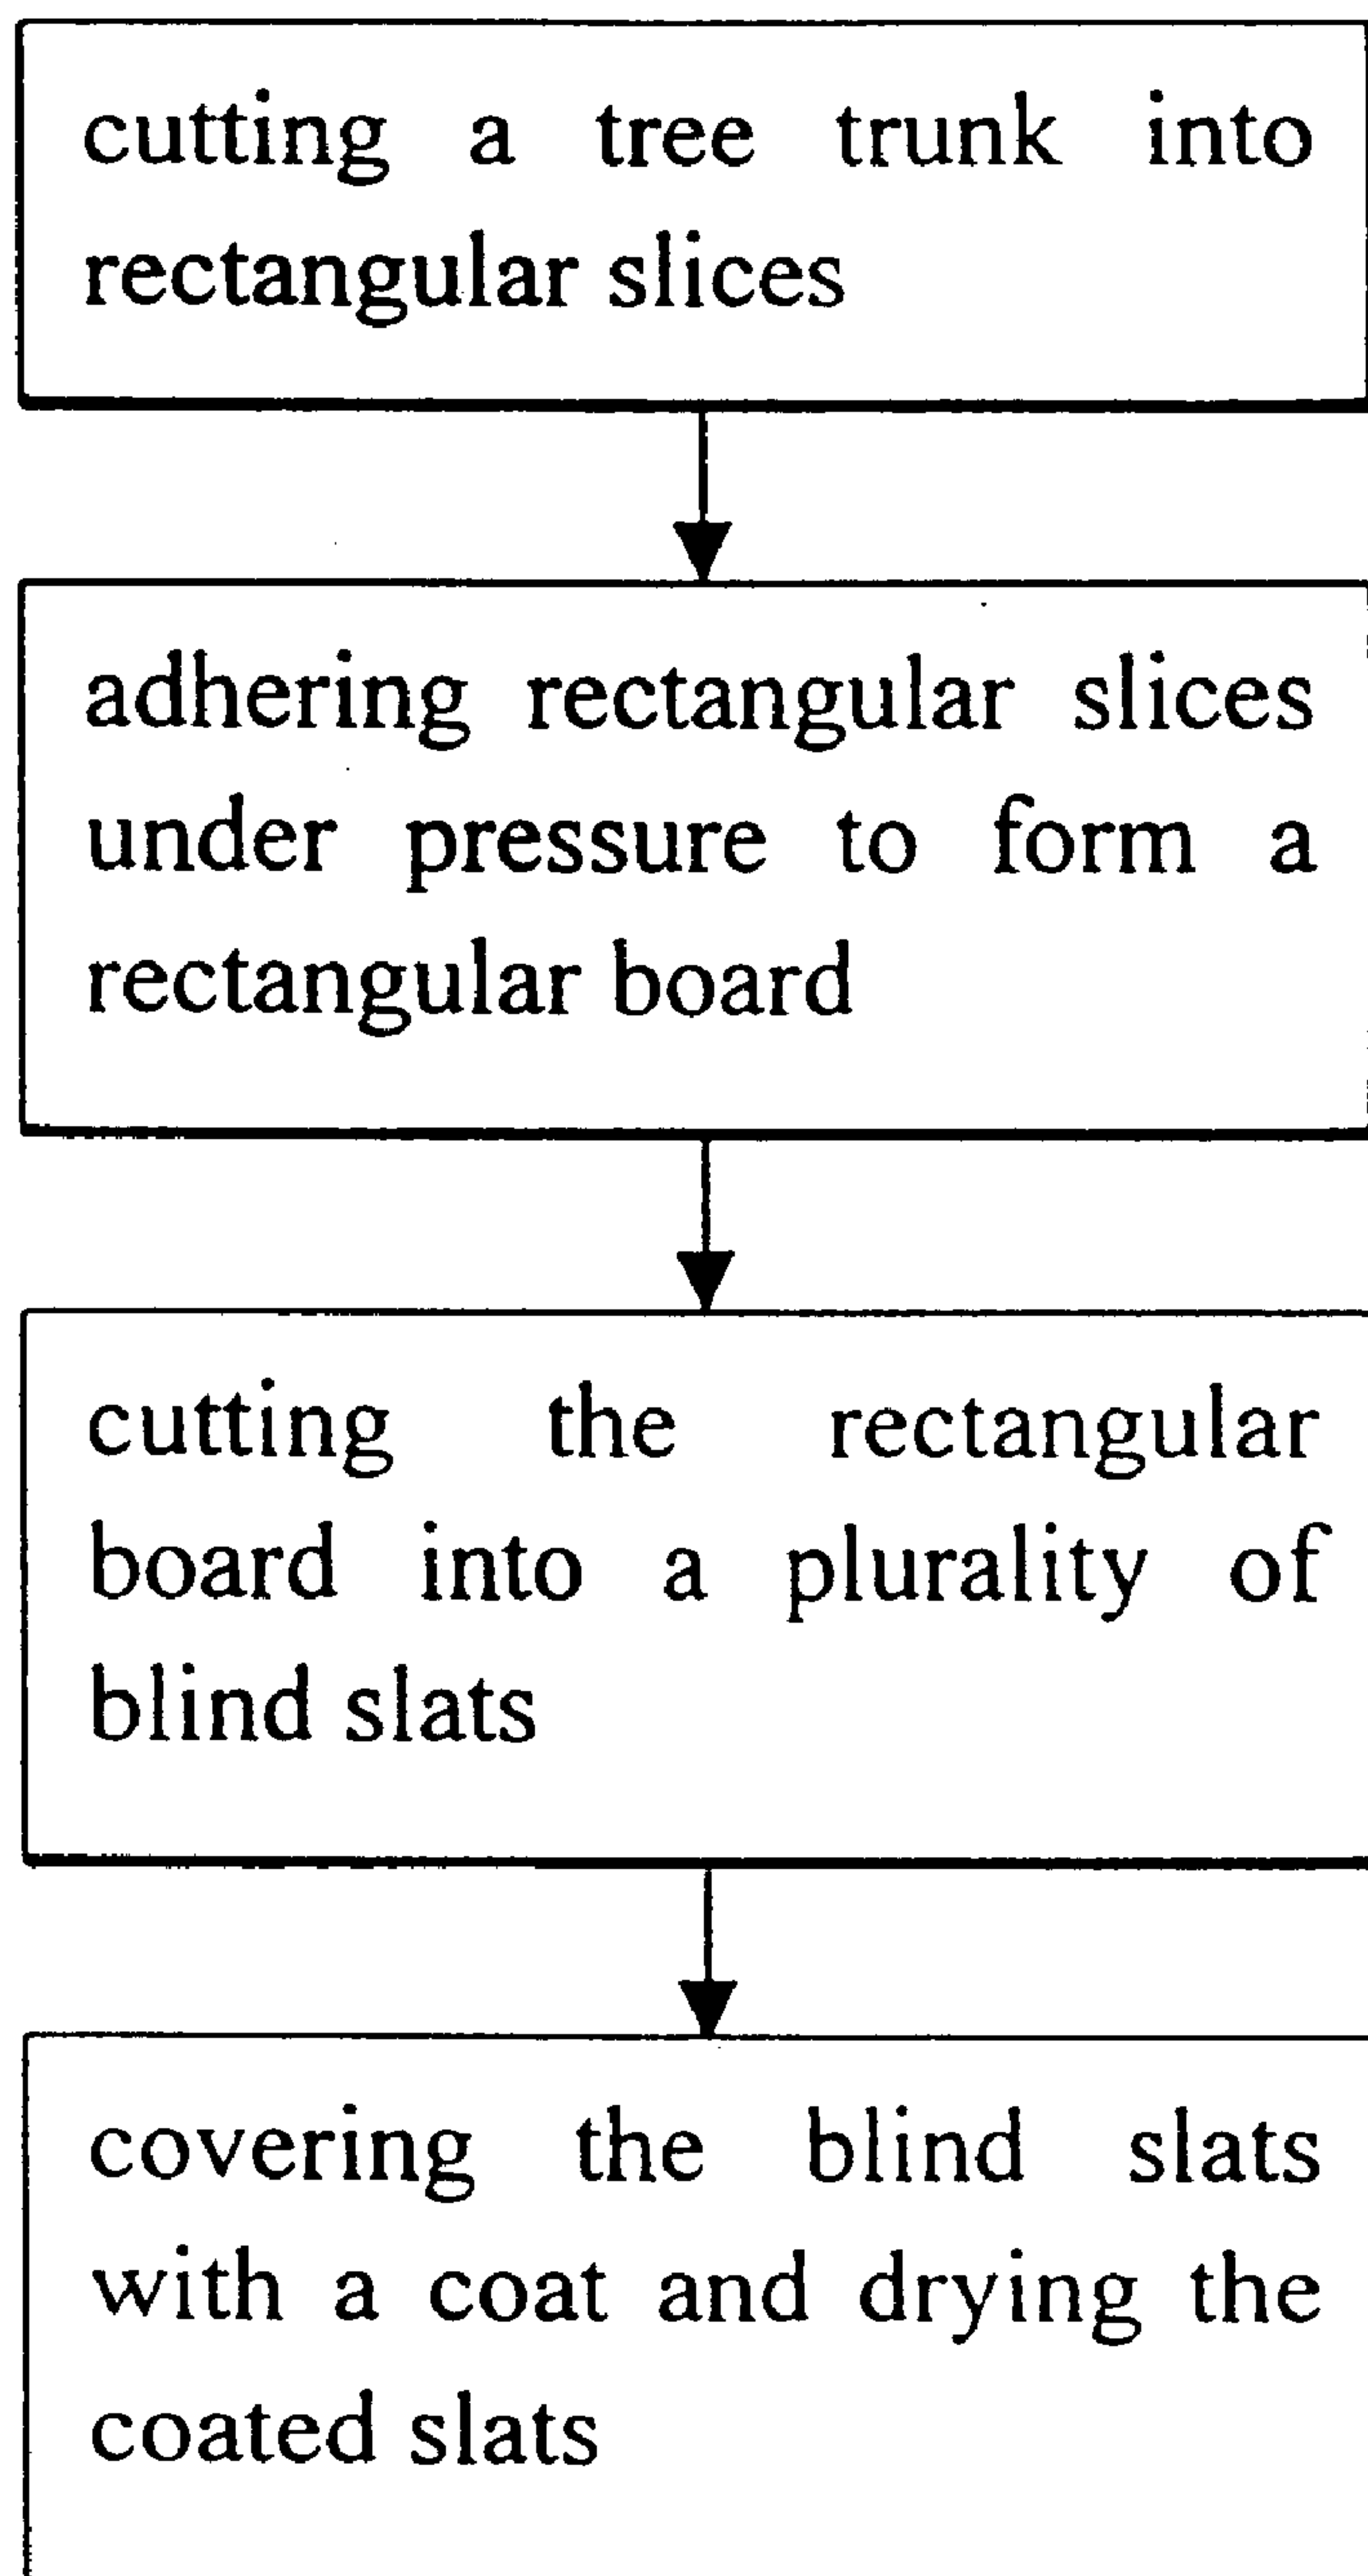 cutting a tree trunk into
rectangular slices
adhering rectangular slices
under pressure to form a
rectangular board
cutting the rectangular
board into a plurality of
blind slats
covering the blind slats
with a coat and drying the
coated slats